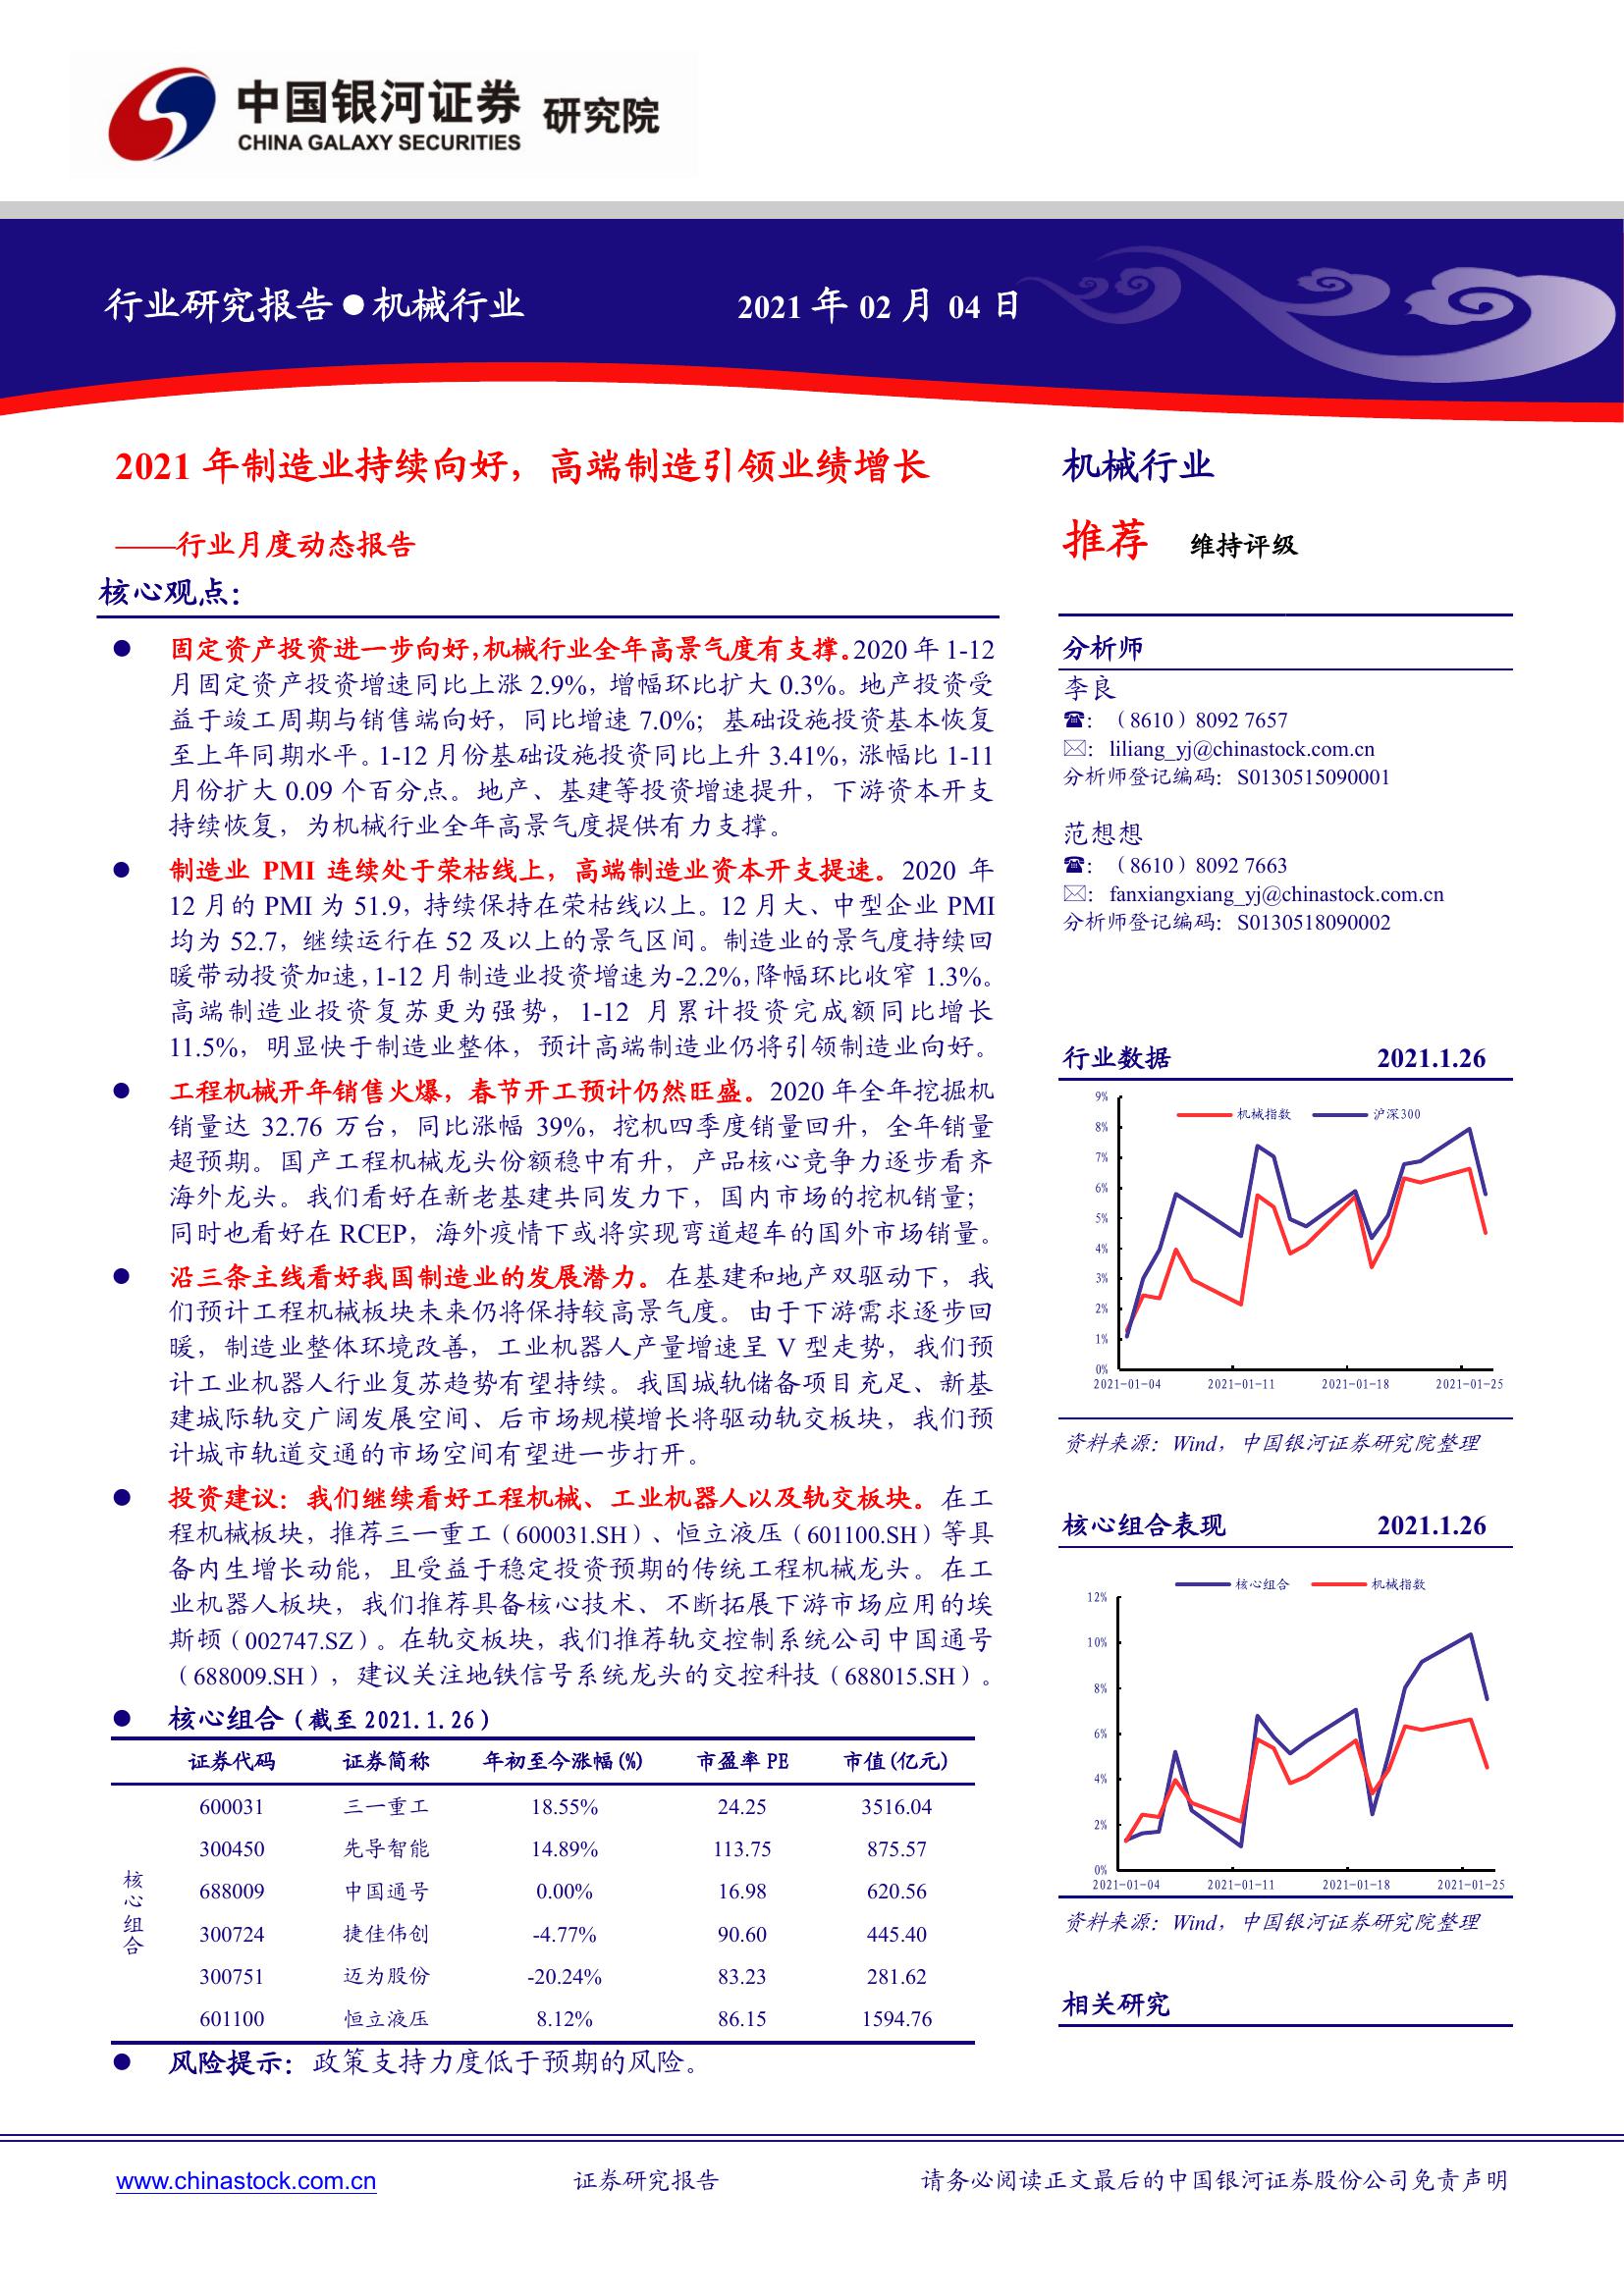 中国银河证券 研究院
CHINA GALAXY SECURITIES
行业研究报告●机械行业 2021 年 02 月 04 日
2021 年制造业持续向好，高端制造引领业绩增长
——行业月度动态报告
核心观点：
● 固定资产投资进一步向好，机械行业全年高景气度有支撑。2020 年 1-12
月固定资产投资增速同比上涨 2.9%，增幅环比扩大 0.3%。地产投资受
益于竣工周期与销售端向好，同比增速 7.0%；基础设施投资基本恢复
至上年同期水平。1-12 月份基础设施投资同比上升 3.41%，涨幅比 1-11
月份扩大 0.09 个百分点。地产、基建等投资增速提升，下游资本开支
持续恢复，为机械行业全年高景气度提供有力支撑。
● 制造业 PMI 连续处于荣枯线上，高端制造业资本开支提速。2020 年
12 月的 PMI 为 51.9，持续保持在荣枯线以上。12 月大、中型企业 PMI
均为 52.7，继续运行在 52 及以上的景气区间。制造业的景气度持续回
暖带动投资加速，1-12 月制造业投资增速为-2.2%，降幅环比收窄 1.3%。
高端制造业投资复苏更为强势，1-12 月累计投资完成额同比增长
11.5%，明显快于制造业整体，预计高端制造业仍将引领制造业向好。
● 工程机械开年销售火爆，春节开工预计仍然旺盛。2020 年全年挖掘机
销量达 32.76 万台，同比涨幅 39%，挖机四季度销量回升，全年销量
超预期。国产工程机械龙头份额稳中有升，产品核心竞争力逐步看齐
海外龙头。我们看好在新老基建共同发力下，国内市场的挖机销量；
同时也看好在 RCEP，海外疫情下或将实现弯道超车的国外市场销量。
● 沿三条主线看好我国制造业的发展潜力。在基建和地产双驱动下，我
们预计工程机械板块未来仍将保持较高景气度。由于下游需求逐步回
暖，制造业整体环境改善，工业机器人产量增速呈 V 型走势，我们预
计工业机器人行业复苏趋势有望持续。我国城轨储备项目充足、新基
建城际轨交广阔发展空间、后市场规模增长将驱动轨交板块，我们预
计城市轨道交通的市场空间有望进一步打开。
● 投资建议：我们继续看好工程机械、工业机器人以及轨交板块。在工
程机械板块，推荐三一重工（600031.SH）、恒立液压（601100.SH）等具
备内生增长动能，且受益于稳定投资预期的传统工程机械龙头。在工
业机器人板块，我们推荐具备核心技术、不断拓展下游市场应用的埃
斯顿（002747.SZ）。在轨交板块，我们推荐轨交控制系统公司中国通号
（688009.SH），建议关注地铁信号系统龙头的交控科技（688015.SH）。
● 核心组合（截至 2021.1.26）
证券代码 证券简称 年初至今涨幅(%) 市盈率 PE 市值(亿元)
核心组合
600031 三一重工 18.55% 24.25 3516.04
300450 先导智能 14.89% 113.75 875.57
688009 中国通号 0.00% 16.98 620.56
300724 捷佳伟创 -4.77% 90.60 445.40
300751 迈为股份 -20.24% 83.23 281.62
601100 恒立液压 8.12% 86.15 1594.76
● 风险提示：政策支持力度低于预期的风险。
机械行业
推荐 维持评级
分析师
李良
☎：（8610）8092 7657
✉：liliang_yj@chinastock.com.cn
分析师登记编码：S0130515090001
范想想
☎：（8610）8092 7663
✉：fanxiangxiang_yj@chinastock.com.cn
分析师登记编码：S0130518090002
行业数据 2021.1.26
机械指数 沪深300
9%
8%
7%
6%
5%
4%
3%
2%
1%
0%
2021-01-04 2021-01-11 2021-01-18 2021-01-25
资料来源：Wind，中国银河证券研究院整理
核心组合表现 2021.1.26
核心组合 机械指数
12%
10%
8%
6%
4%
2%
0%
2021-01-04 2021-01-11 2021-01-18 2021-01-25
资料来源：Wind，中国银河证券研究院整理
相关研究
www.chinastock.com.cn 证券研究报告 请务必阅读正文最后的中国银河证券股份公司免责声明